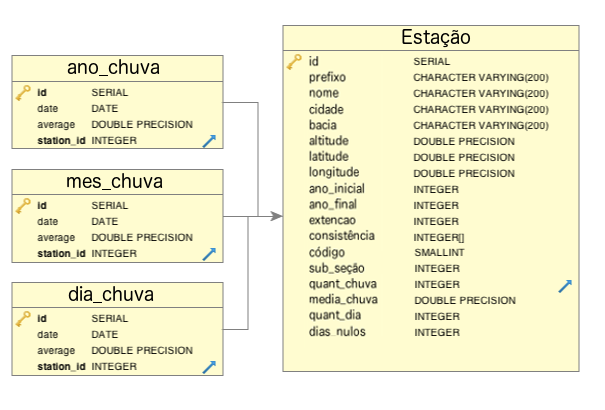 ano_chuva
id SERIAL
date DATE
average DOUBLE PRECISION
station_id INTEGER
mes_chuva
id SERIAL
date DATE
average DOUBLE PRECISION
station_id INTEGER
dia_chuva
id SERIAL
date DATE
average DOUBLE PRECISION
station_id INTEGER
Estação
id SERIAL
prefixo CHARACTER VARYING(200)
nome CHARACTER VARYING(200)
cidade CHARACTER VARYING(200)
bacia CHARACTER VARYING(200)
altitude DOUBLE PRECISION
latitude DOUBLE PRECISION
longitude DOUBLE PRECISION
ano_inicial INTEGER
ano_final INTEGER
extencao INTEGER
consistência INTEGER[]
código SMALLINT
sub_seção INTEGER
quant_chuva INTEGER
media_chuva DOUBLE PRECISION
quant_dia INTEGER
dias_nulos INTEGER